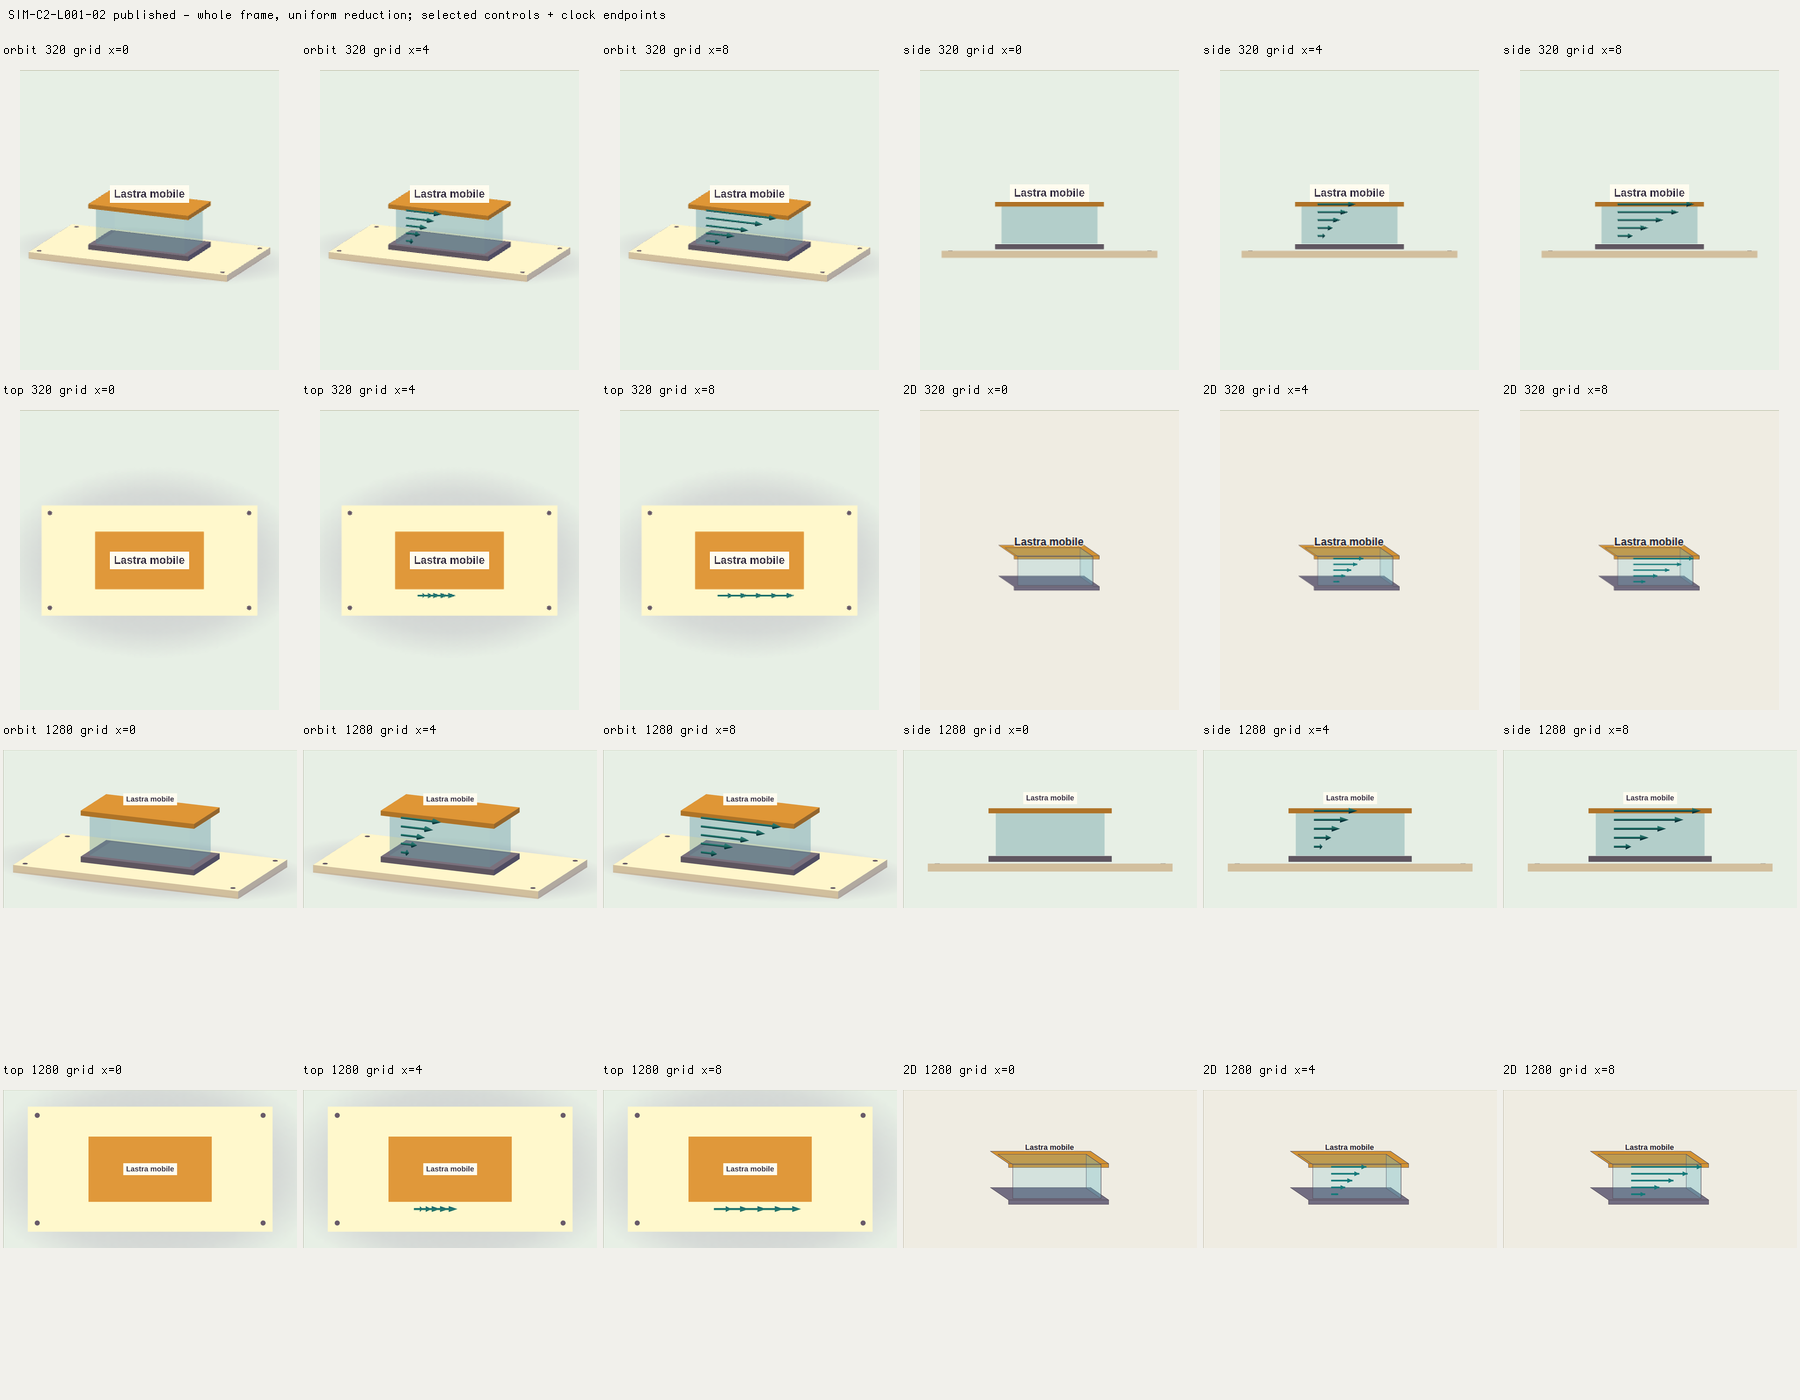 SIM-C2-L001-02 published — whole frame, uniform reduction; selected controls + clock endpoints
orbit 320 grid x=0
orbit 320 grid x=4
orbit 320 grid x=8
side 320 grid x=0
side 320 grid x=4
side 320 grid x=8
Lastra mobile
Lastra mobile
Lastra mobile
Lastra mobile
Lastra mobile
Lastra mobile
top 320 grid x=0
top 320 grid x=4
top 320 grid x=8
2D 320 grid x=0
2D 320 grid x=4
2D 320 grid x=8
Lastra mobile
Lastra mobile
Lastra mobile
Lastra mobile
Lastra mobile
Lastra mobile
orbit 1280 grid x=0
orbit 1280 grid x=4
orbit 1280 grid x=8
side 1280 grid x=0
side 1280 grid x=4
side 1280 grid x=8
Lastra mobile
Lastra mobile
Lastra mobile
Lastra mobile
Lastra mobile
Lastra mobile
top 1280 grid x=0
top 1280 grid x=4
top 1280 grid x=8
2D 1280 grid x=0
2D 1280 grid x=4
2D 1280 grid x=8
Lastra mobile
Lastra mobile
Lastra mobile
Lastra mobile
Lastra mobile
Lastra mobile